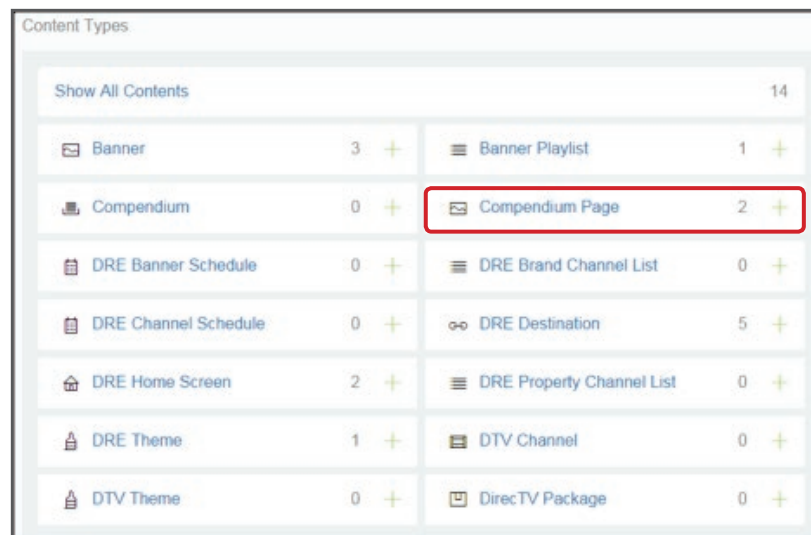 Content Types
Show All Contents 14
Banner 3 + Banner Playlist 1 +
Compendium 0 + Compendium Page 2 +
DRE Banner Schedule 0 + DRE Brand Channel List 0 +
DRE Channel Schedule 0 + DRE Destination 5 +
DRE Home Screen 2 + DRE Property Channel List 0 +
DRE Theme 1 + DTV Channel 0 +
DTV Theme 0 + DirecTV Package 0 +